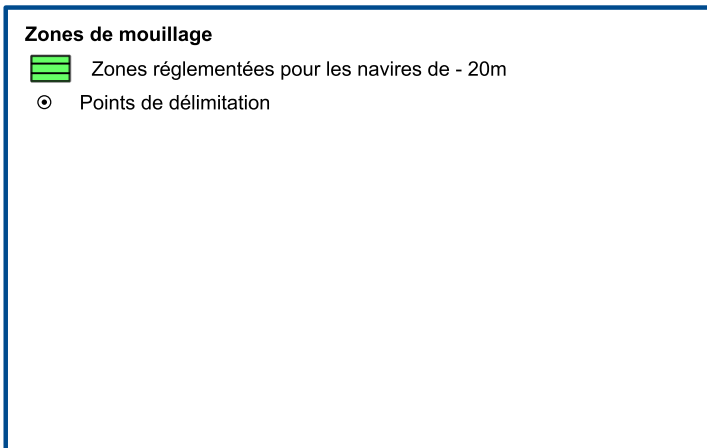 Zones de mouillage
Zones réglementées pour les navires de - 20m
Points de délimitation